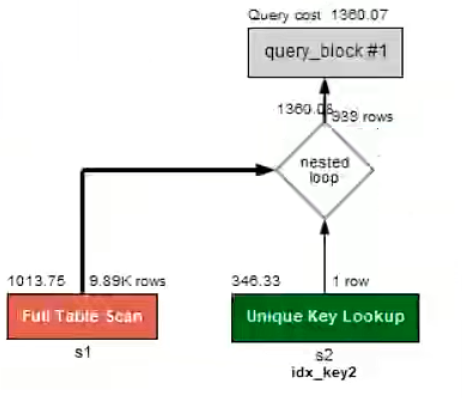 Query cost 1360.07
query_block #1
1360.08 989 rows
nested
loop
1013.75 9.89K rows 346.33 1 row
Full Table Scan Unique Key Lookup
s1 s2
idx_key2